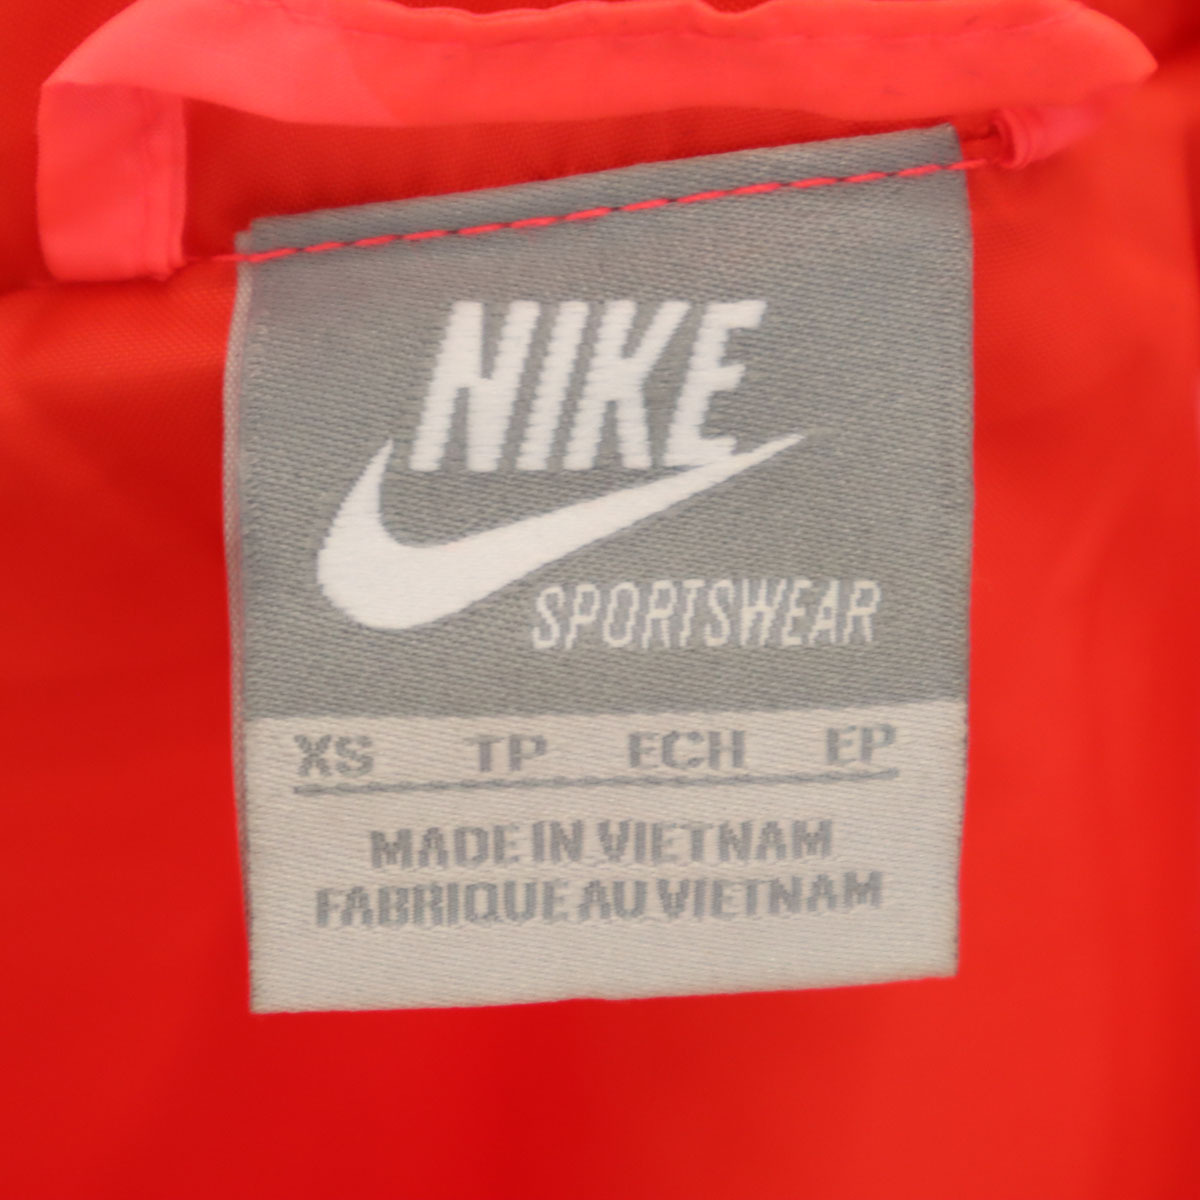 NIKE
SPORTSWEAR
XS TP ECH EP
MADE IN VIETNAM
FABRIQUE AU VIETNAM